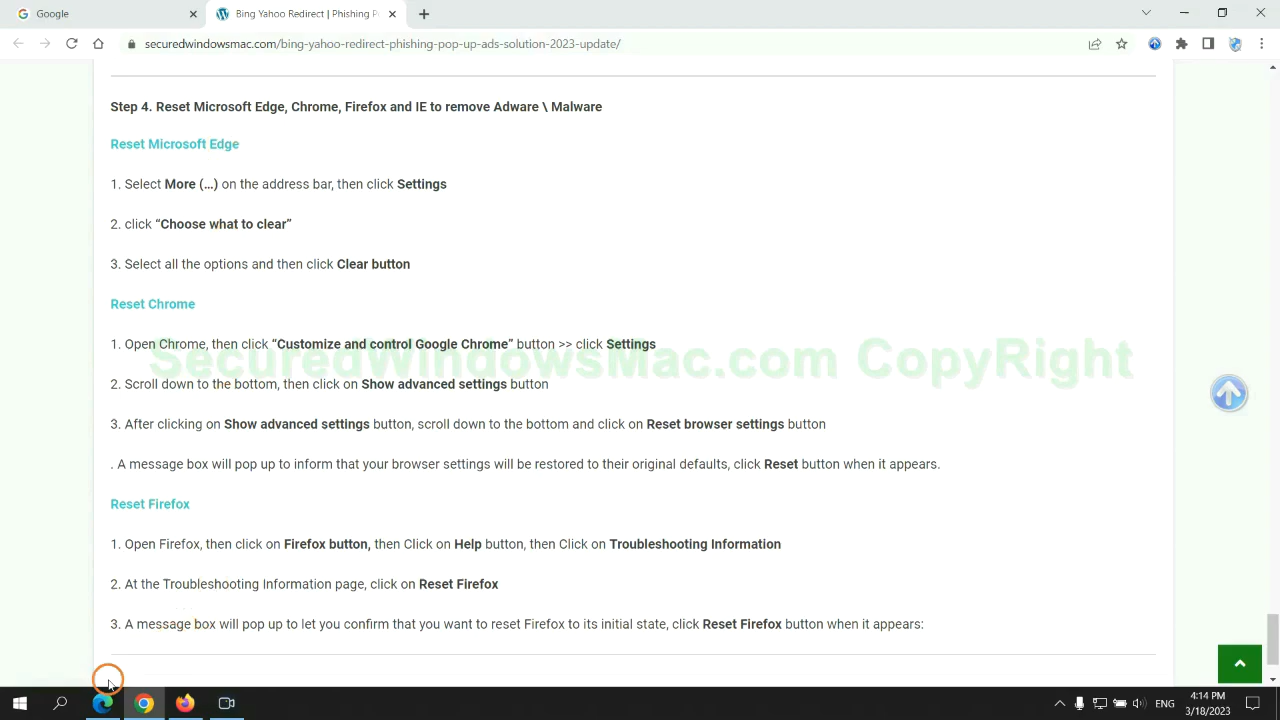 Google
Bing Yahoo Redirect | Phishing P
securedwindowsmac.com/bing-yahoo-redirect-phishing-pop-up-ads-solution-2023-update/
Step 4. Reset Microsoft Edge, Chrome, Firefox and IE to remove Adware \ Malware
Reset Microsoft Edge
1. Select More (…) on the address bar, then click Settings
2. click “Choose what to clear”
3. Select all the options and then click Clear button
Reset Chrome
1. Open Chrome, then click “Customize and control Google Chrome” button >> click Settings
SecuredWindowsMac.com CopyRight
2. Scroll down to the bottom, then click on Show advanced settings button
3. After clicking on Show advanced settings button, scroll down to the bottom and click on Reset browser settings button
. A message box will pop up to inform that your browser settings will be restored to their original defaults, click Reset button when it appears.
Reset Firefox
1. Open Firefox, then click on Firefox button, then Click on Help button, then Click on Troubleshooting Information
2. At the Troubleshooting Information page, click on Reset Firefox
3. A message box will pop up to let you confirm that you want to reset Firefox to its initial state, click Reset Firefox button when it appears:
ENG
4:14 PM
3/18/2023